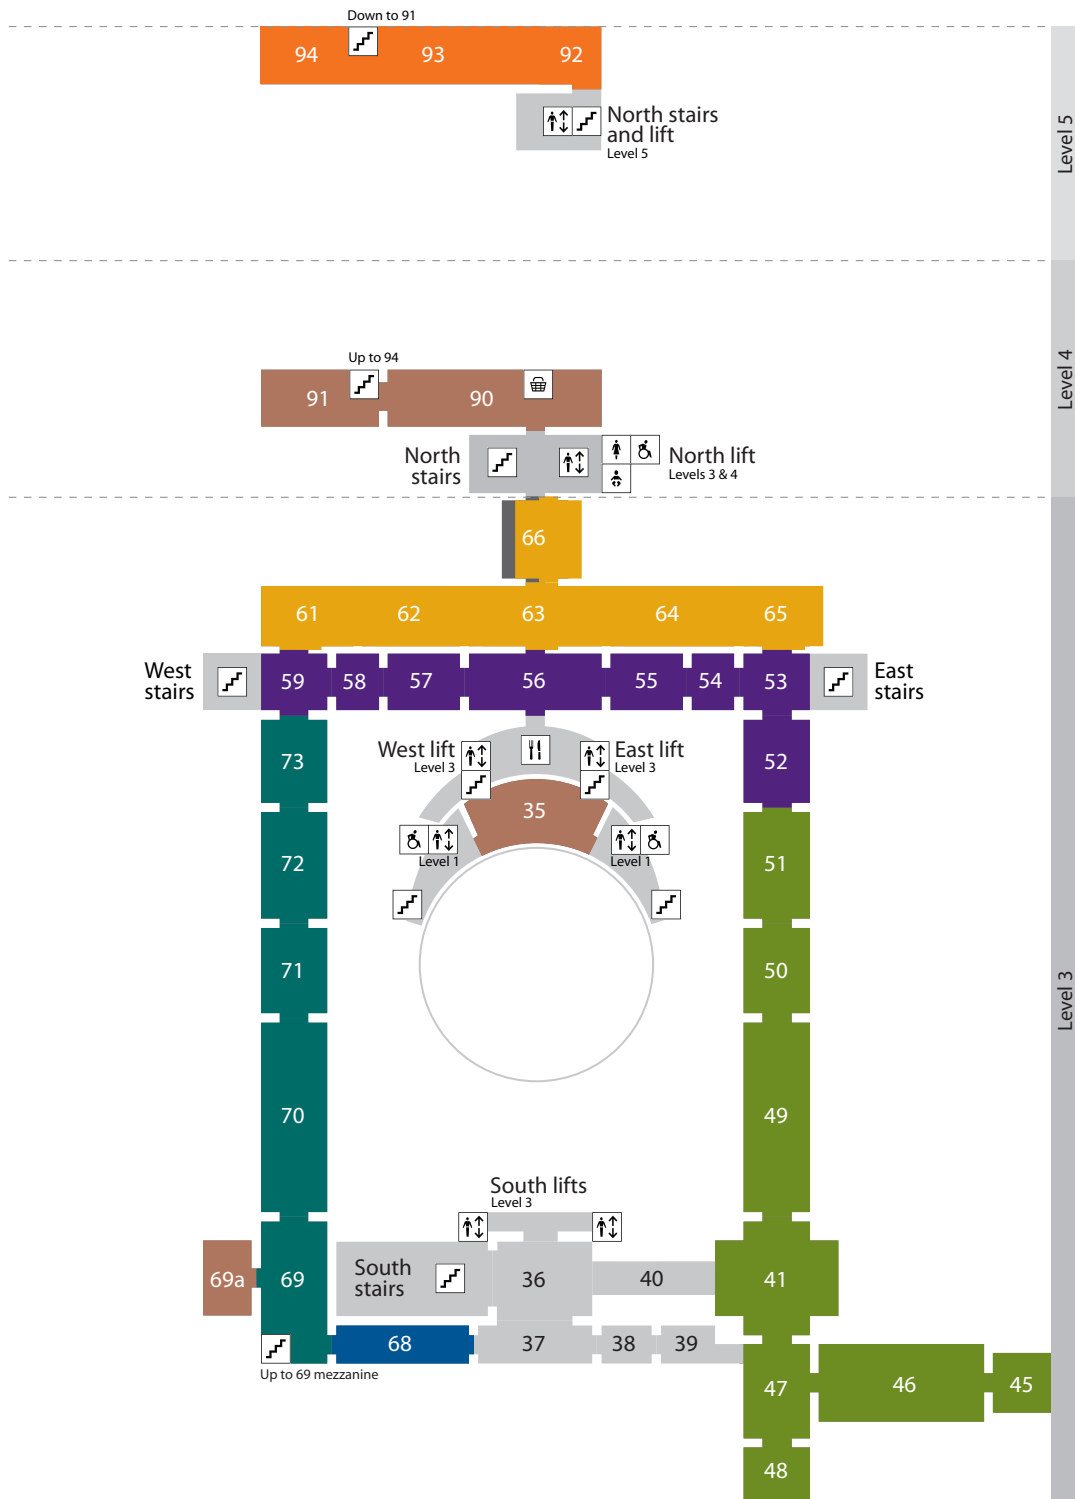 Down to 91
94 93 92
North stairs
and lift
Level 5
Level 5
Up to 94
91 90
North
stairs
North lift
Levels 3 & 4
Level 4
66
61 62 63 64 65
West
stairs
59 58 57 56 55 54 53
East
stairs
73
West lift
Level 3
East lift
Level 3
52
35
Level 1
Level 1
72
51
71
50
Level 3
70
49
South lifts
Level 3
69a
69
South
stairs
36
40
41
68
37
38
39
Up to 69 mezzanine
47
46
45
48